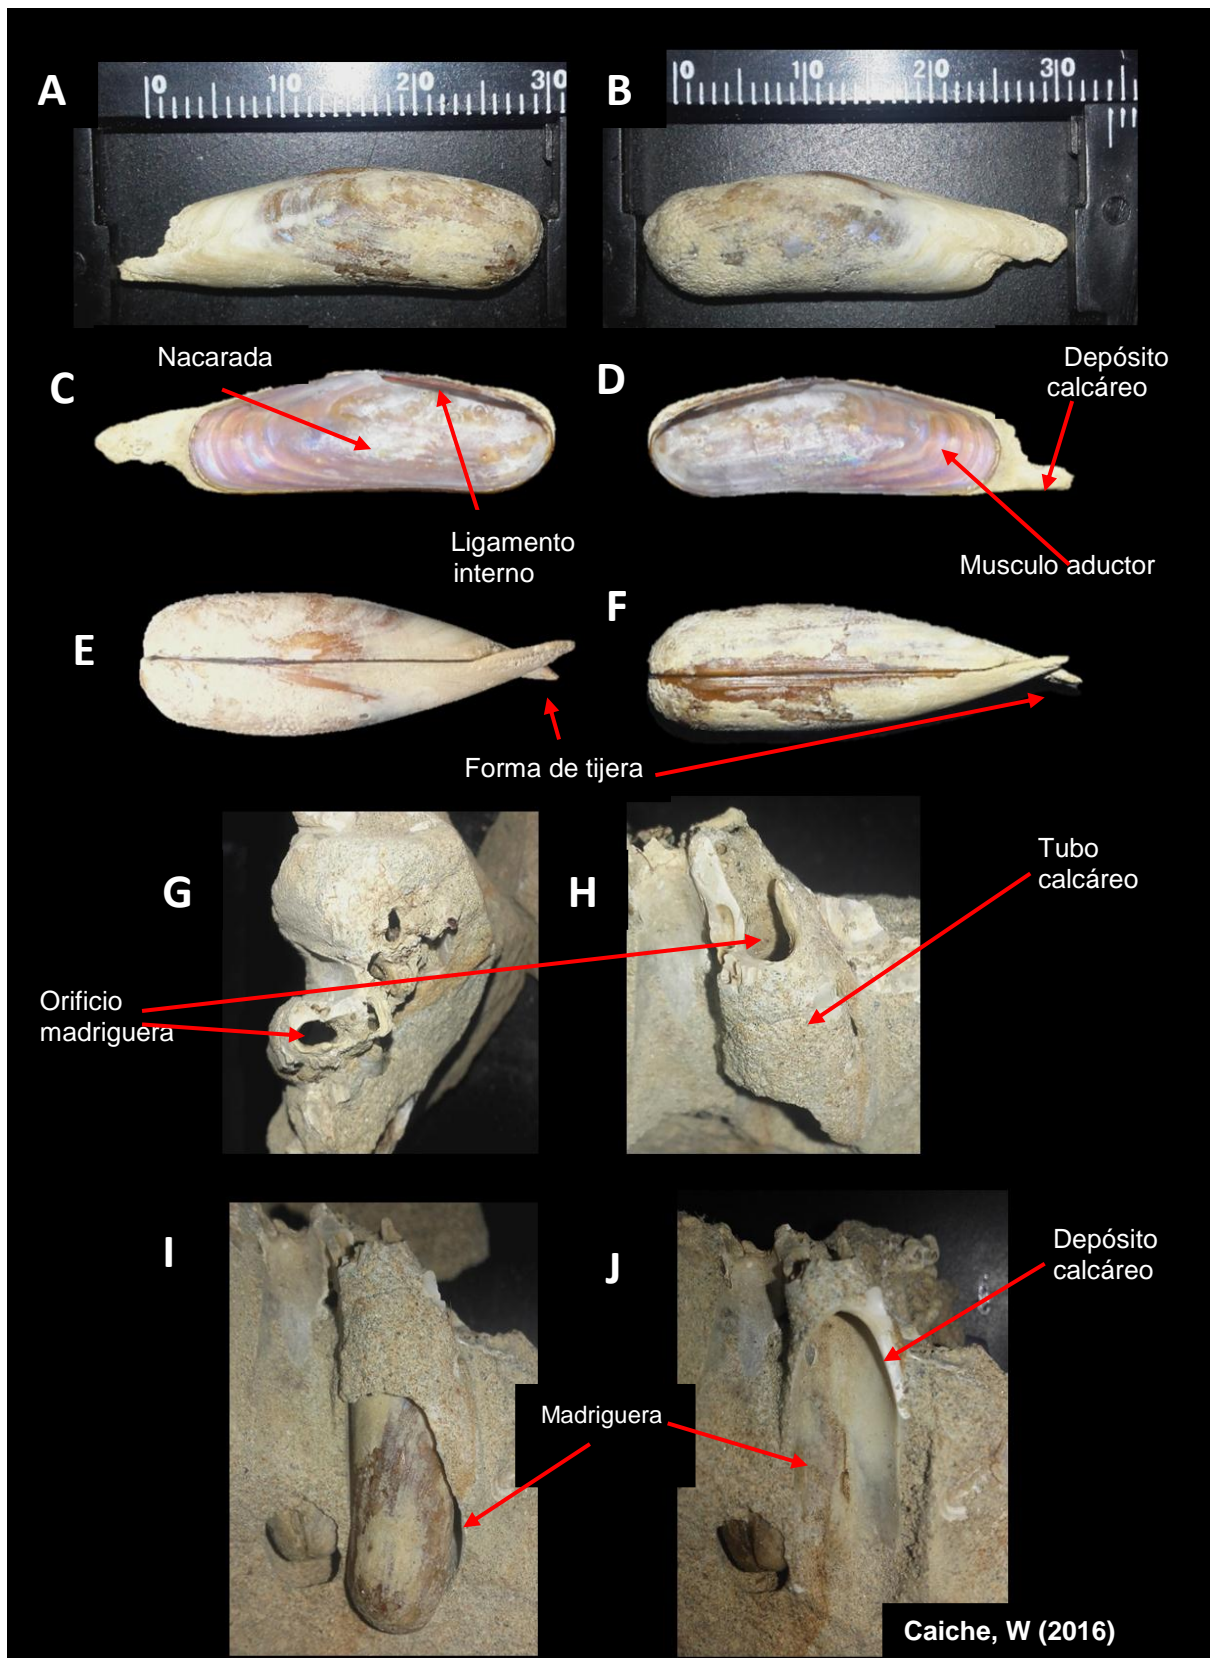 A
0 10 20 30
B
0 10 20 30
Nacarada
C
D
Depósito
calcáreo
Ligamento
interno
Musculo aductor
E
F
Forma de tijera
G
H
Tubo
calcáreo
Orificio
madriguera
I
J
Depósito
calcáreo
Madriguera
Caiche, W (2016)